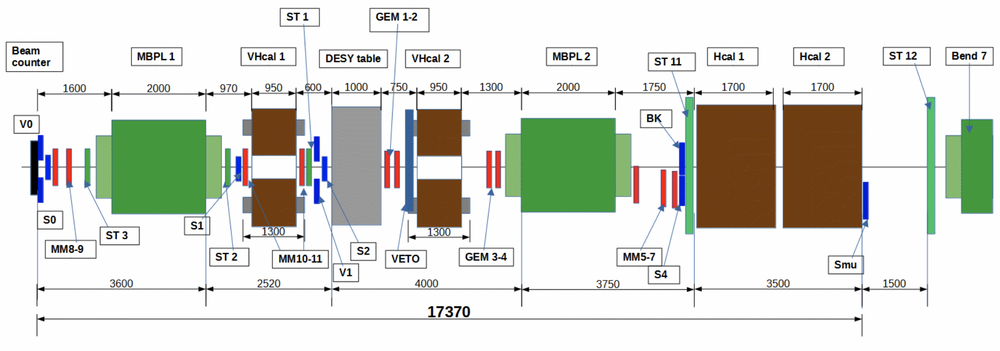 ST 1
GEM 1-2
Beam
counter
MBPL 1
VHcal 1
DESY table
VHcal 2
MBPL 2
ST 11
Hcal 1
Hcal 2
ST 12
Bend 7
1600
2000
970
950
600
1000
750
950
1300
2000
1750
1700
1700
V0
BK
S0
ST 3
S1
1300
1300
MM8-9
ST 2
MM10-11
S2
V1
VETO
GEM 3-4
MM5-7
S4
Smu
3600
2520
4000
3750
3500
1500
17370